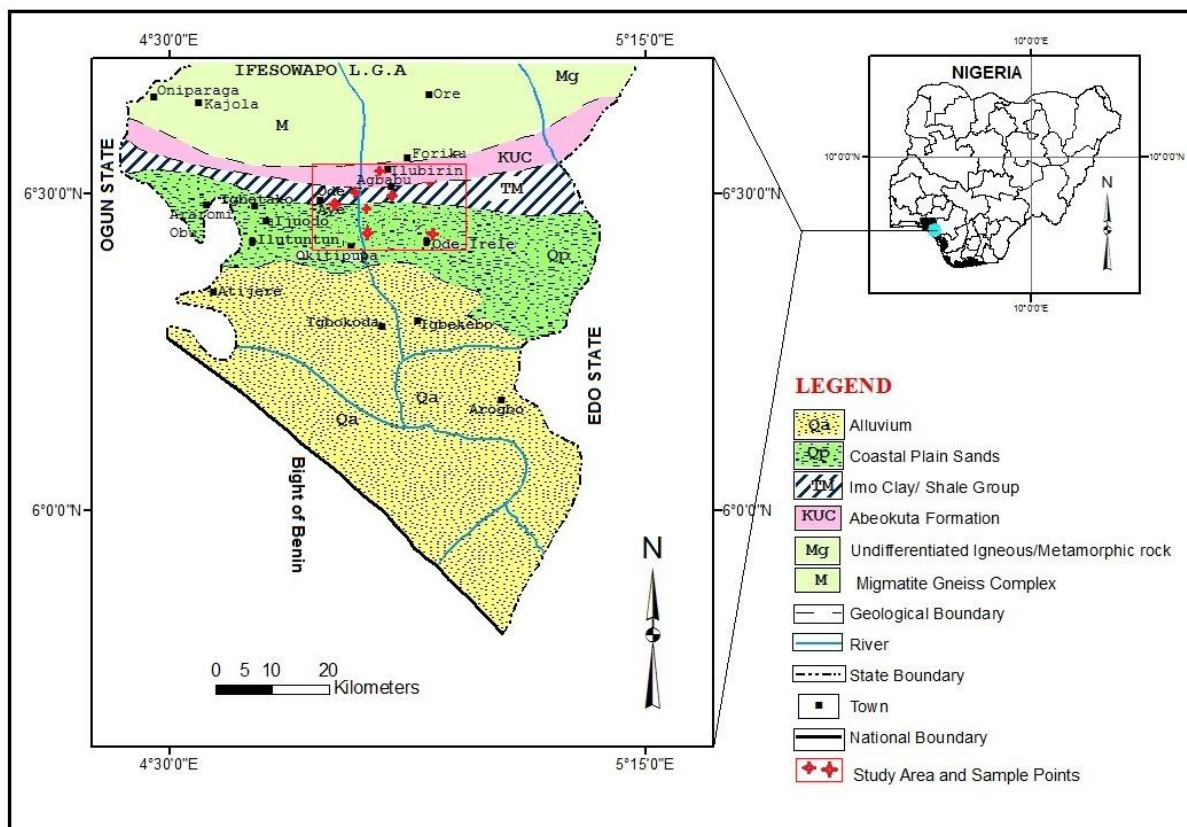 4°30'0"E
5°15'0"E
IFESOWAPO L.G.A
Mg
Oniparaga
Kajola
Ore
M
Foriku
KUC
Ilubirin
Agbabu
TM
OGUN STATE
6°30'0"N
6°30'0"N
Ode
Aye
Igbetako
Araromi
Obu
Ijuodo
Ilutuntun
Ode-Irele
Okitipupa
Qp
Atijere
Igbokoda
Igbekebo
EDO STATE
Qa
Arogbo
Qa
Bight of Benin
6°0'0"N
6°0'0"N
N
0 5 10 20
Kilometers
4°30'0"E
5°15'0"E
10°0'0"E
NIGERIA
10°0'0"N
10°0'0"N
N
10°0'0"E
LEGEND
Qa Alluvium
Qp Coastal Plain Sands
TM Imo Clay/ Shale Group
KUC Abeokuta Formation
Mg Undifferentiated Igneous/Metamorphic rock
M Migmatite Gneiss Complex
Geological Boundary
River
State Boundary
Town
National Boundary
Study Area and Sample Points